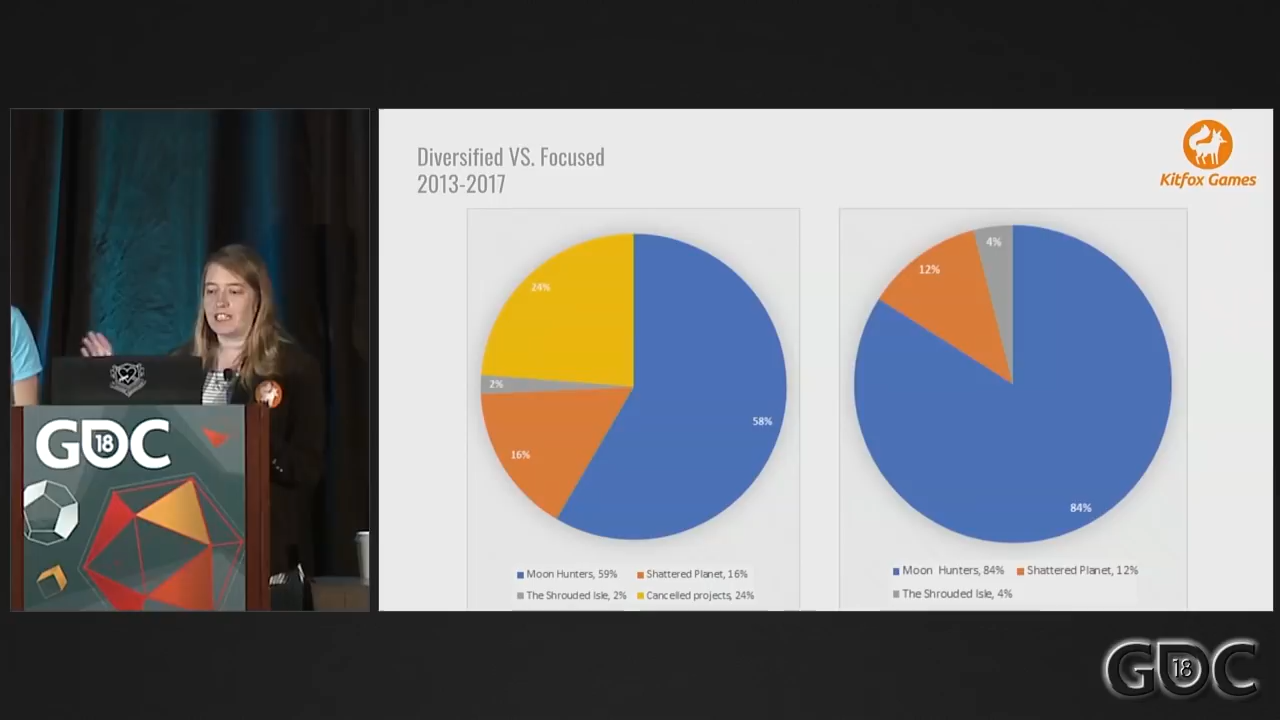 Diversified VS. Focused
2013-2017
Kitfox Games
24%
2%
16%
58%
Moon Hunters, 59%
Shattered Planet, 16%
The Shrouded Isle, 2%
Cancelled projects, 24%
4%
12%
84%
Moon Hunters, 84%
Shattered Planet, 12%
The Shrouded Isle, 4%
GDC 18
GDC 18